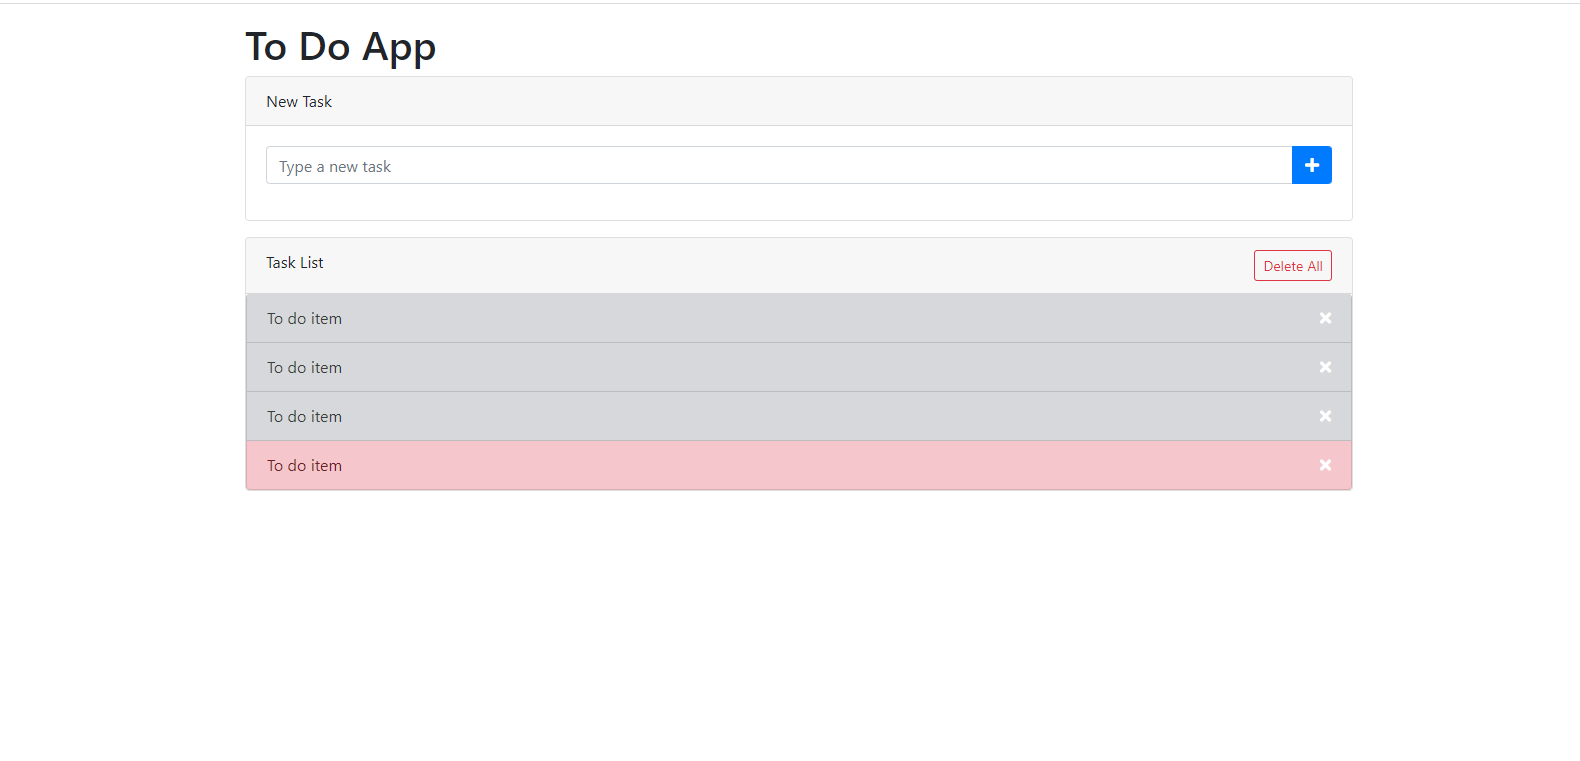 To Do App
New Task
Type a new task
Task List
Delete All
To do item
To do item
To do item
To do item